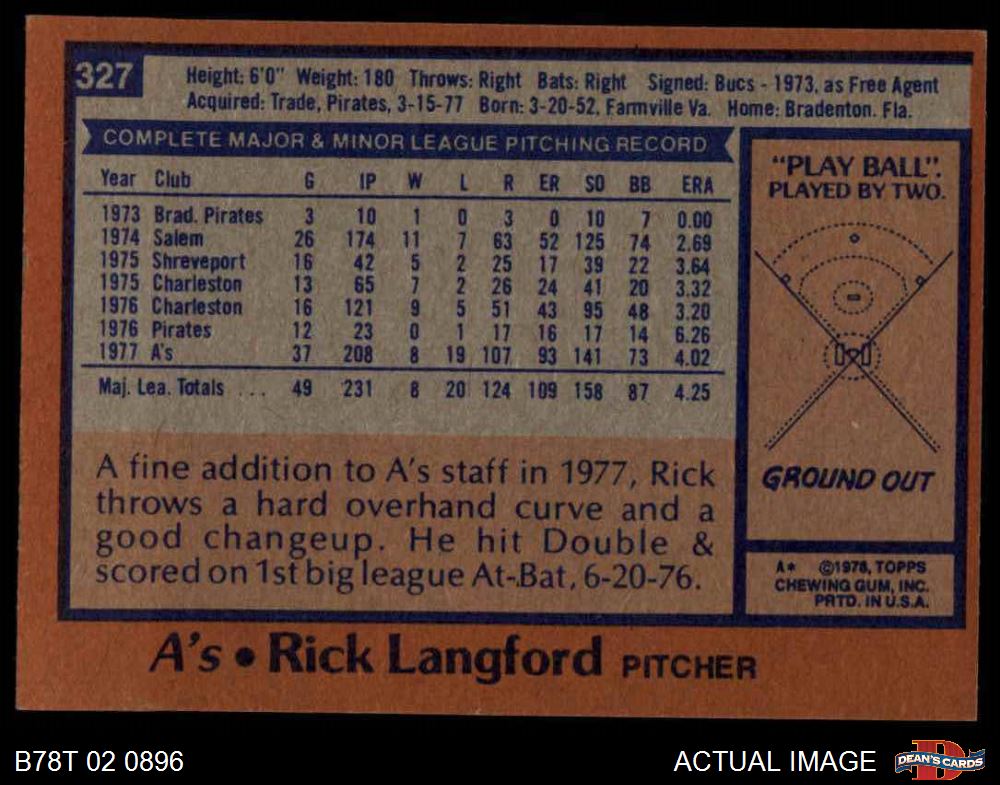 327
Height: 6'0" Weight: 180 Throws: Right Bats: Right Signed: Bucs - 1973, as Free Agent
Acquired: Trade, Pirates, 3-15-77 Born: 3-20-52, Farmville Va. Home: Bradenton. Fla.
COMPLETE MAJOR & MINOR LEAGUE PITCHING RECORD
Year Club G IP W L R ER SO BB ERA
1973 Brad. Pirates 3 10 1 0 3 0 10 7 0.00
1974 Salem 26 174 11 7 63 52 125 74 2.69
1975 Shreveport 16 42 5 2 25 17 39 22 3.64
1975 Charleston 13 65 7 2 26 24 41 20 3.32
1976 Charleston 16 121 9 5 51 43 95 48 3.20
1976 Pirates 12 23 0 1 17 16 17 14 6.26
1977 A's 37 208 8 19 107 93 141 73 4.02
Maj. Lea. Totals ... 49 231 8 20 124 109 158 87 4.25
A fine addition to A's staff in 1977, Rick
throws a hard overhand curve and a
good changeup. He hit Double &
scored on 1st big league At-Bat, 6-20-76.
"PLAY BALL":
PLAYED BY TWO.
GROUND OUT
A* ©1978, TOPPS
CHEWING GUM, INC.
PRTD. IN U.S.A.
A's • Rick Langford PITCHER
B78T 02 0896
ACTUAL IMAGE
D
DEAN'S CARDS